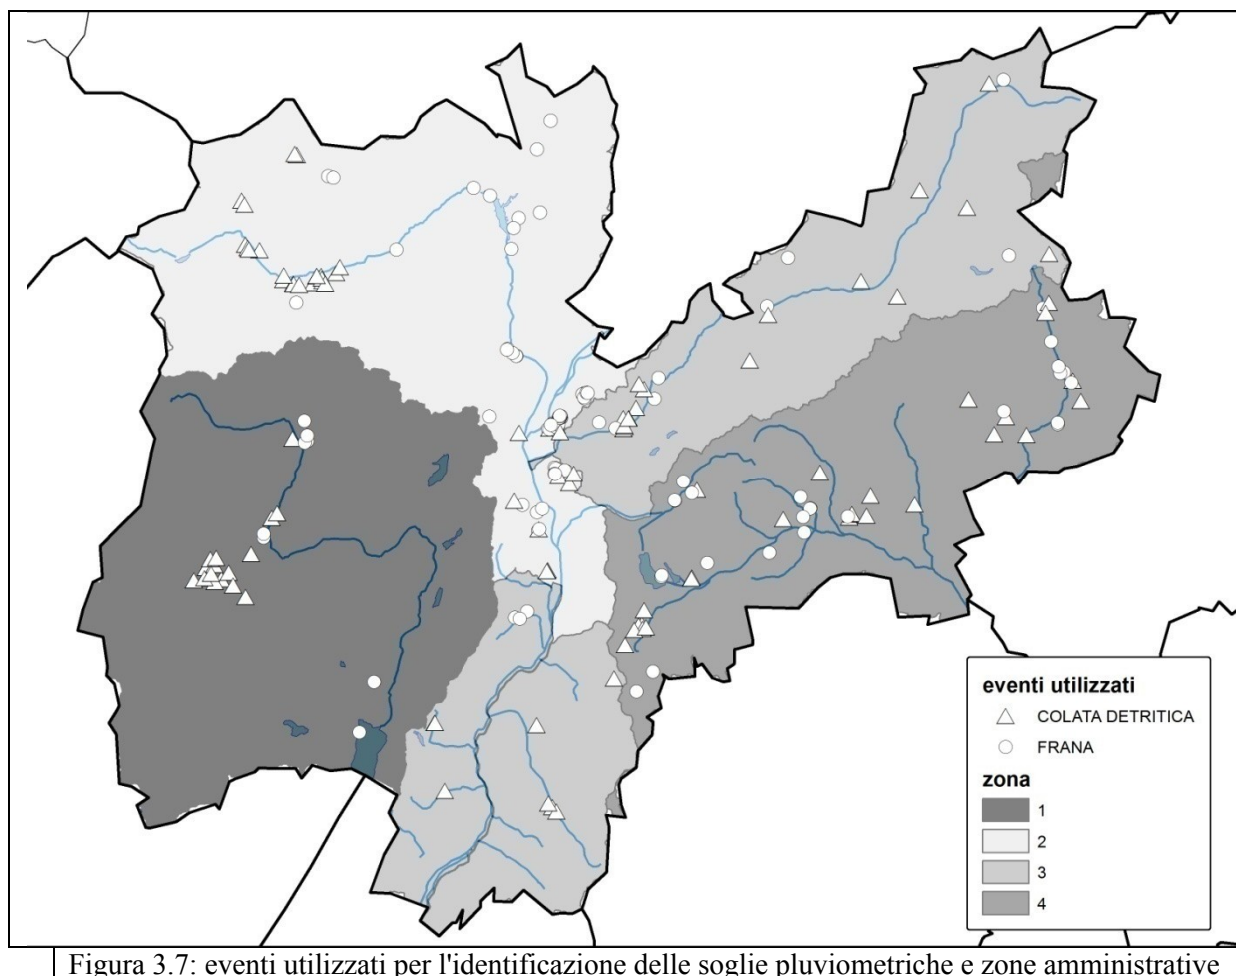 eventi utilizzati
COLATA DETRITICA
FRANA
zona
1
2
3
4
Figura 3.7: eventi utilizzati per l'identificazione delle soglie pluviometriche e zone amministrative